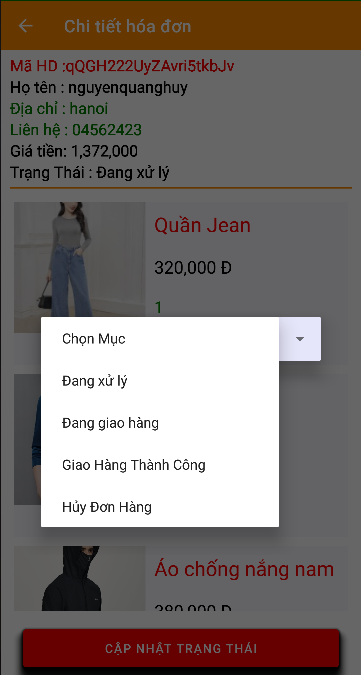 Chi tiết hóa đơn
Mã HD :qQGH222UyZAvri5tkbJv
Họ tên : nguyenquanghuy
Địa chỉ : hanoi
Liên hệ : 04562423
Giá tiền: 1,372,000
Trạng Thái : Đang xử lý
Quần Jean
320,000 Đ
1
Chọn Mục
Đang xử lý
Đang giao hàng
Giao Hàng Thành Công
Hủy Đơn Hàng
Áo chống nắng nam
380,000 Đ
CẬP NHẬT TRẠNG THÁI